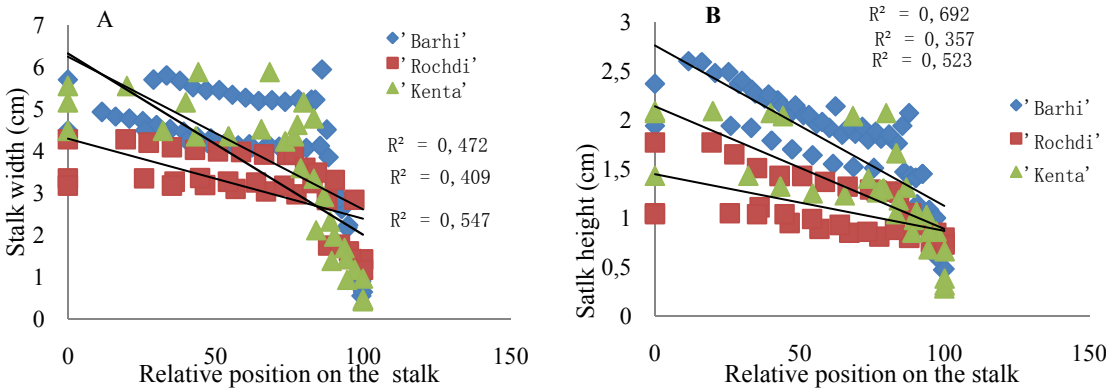 A
7
6
5
4
3
2
1
0
Stalk width (cm)
0
50
100
150
Relative position on the stalk
'Barhi'
'Rochdi'
'Kenta'
R² = 0,472
R² = 0,409
R² = 0,547
B
3
2,5
2
1,5
1
0,5
0
Satlk height (cm)
0
50
100
150
Relative position on the stalk
R² = 0,692
R² = 0,357
R² = 0,523
'Barhi'
'Rochdi'
'Kenta'